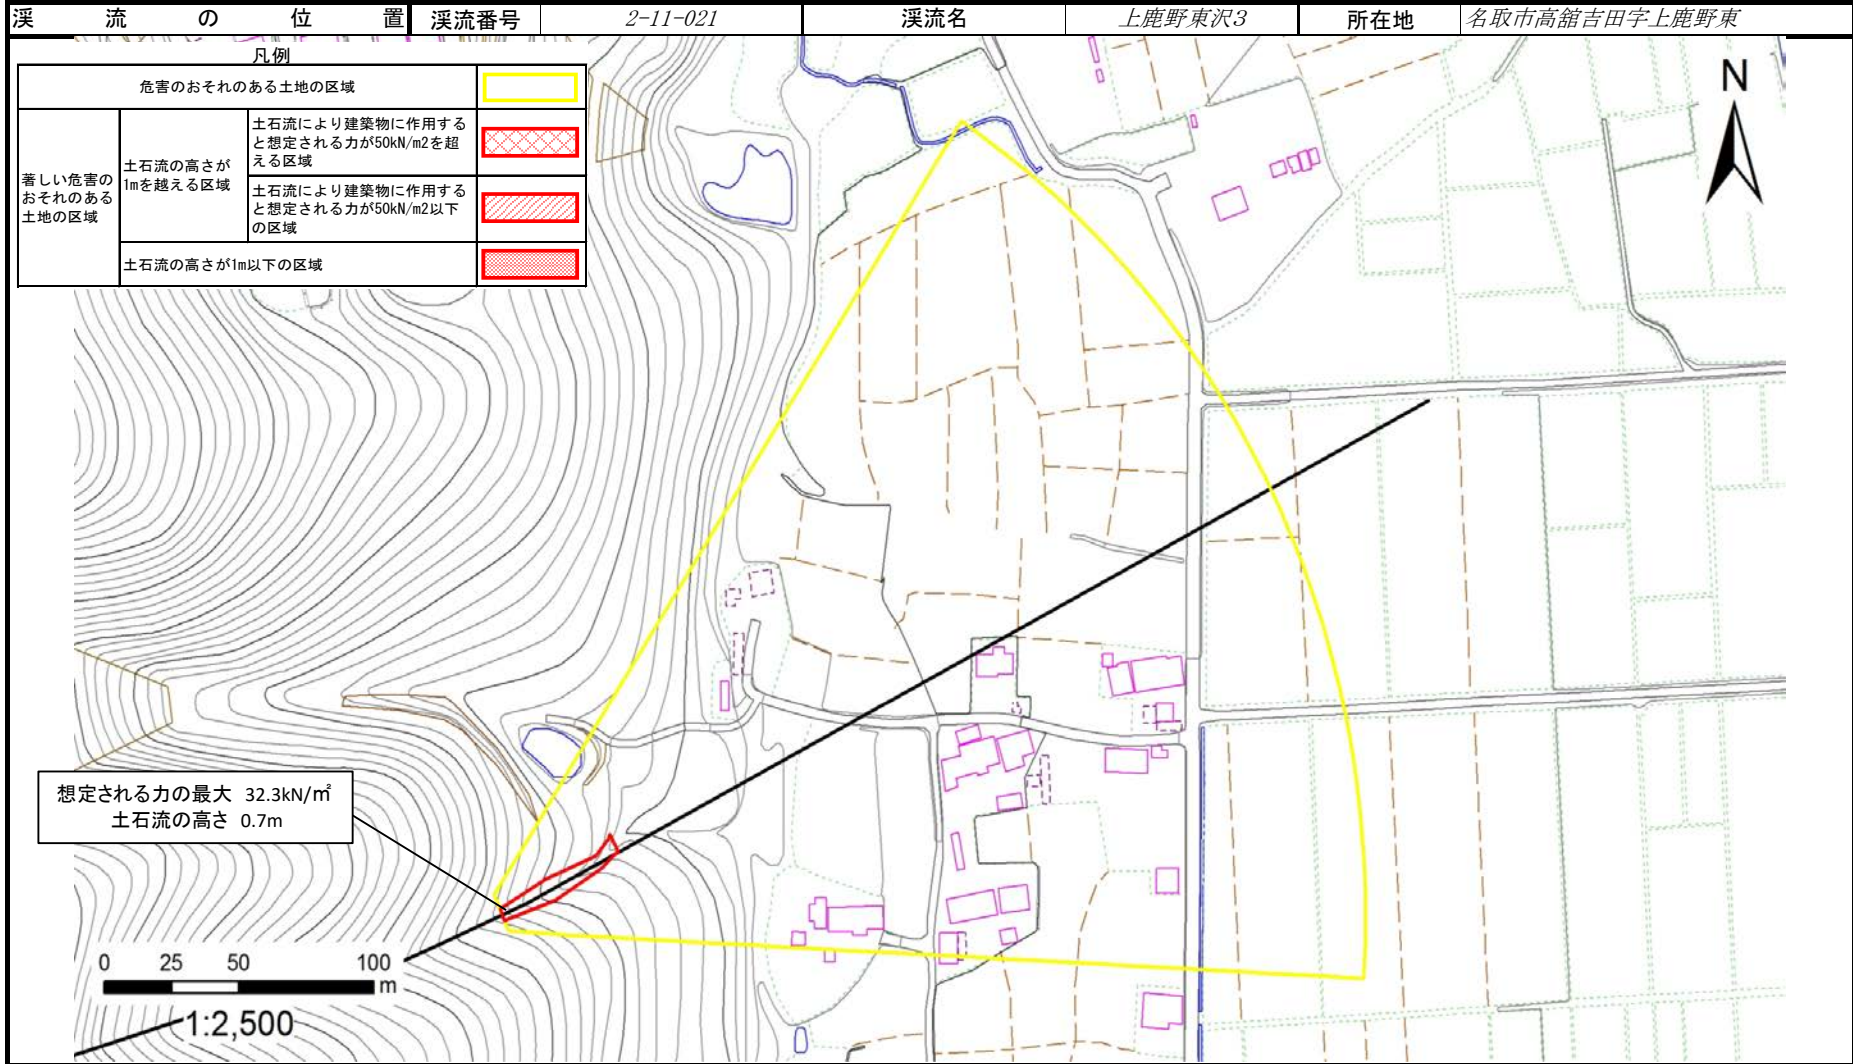 渓流の位置 渓流番号 2-11-021 渓流名 上鹿野東沢3 所在地 名取市高舘吉田字上鹿野東
凡例
危害のおそれのある土地の区域
著しい危害の
おそれのある
土地の区域
土石流の高さが
1mを越える区域
土石流により建築物に作用する
と想定される力が50kN/m2を超
える区域
土石流により建築物に作用する
と想定される力が50kN/m2以下
の区域
土石流の高さが1m以下の区域
N
想定される力の最大 32.3kN/㎡
土石流の高さ 0.7m
0 25 50 100
m
1:2,500